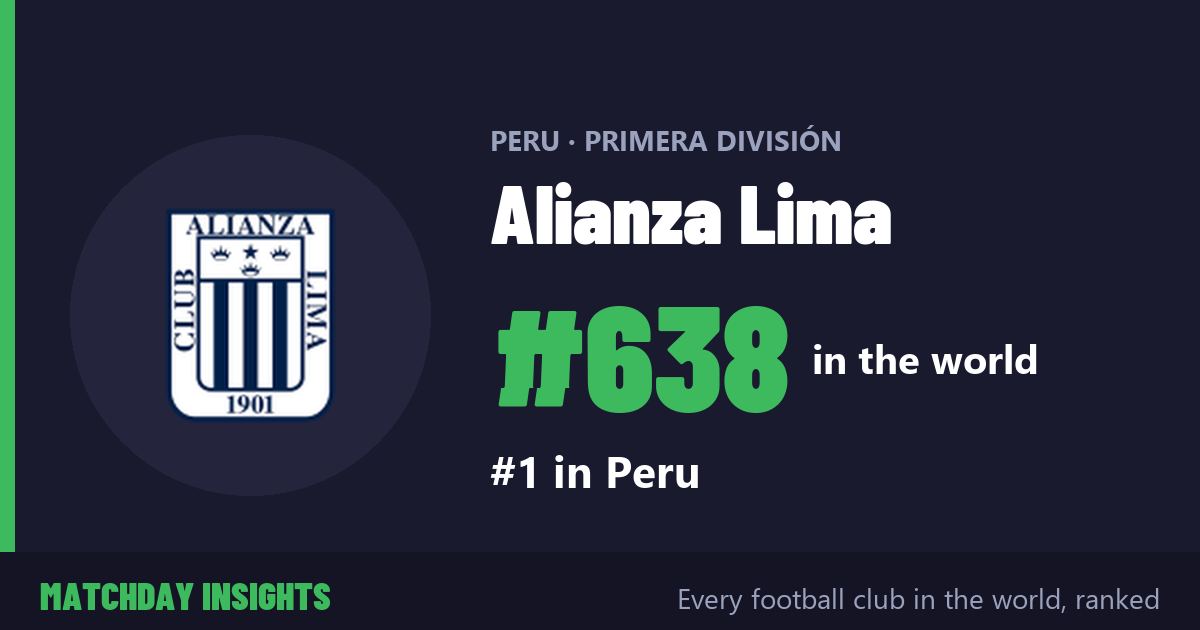 PERU · PRIMERA DIVISIÓN
Alianza Lima
#638 in the world
#1 in Peru
ALIANZA
CLUB
LIMA
1901
MATCHDAY INSIGHTS
Every football club in the world, ranked